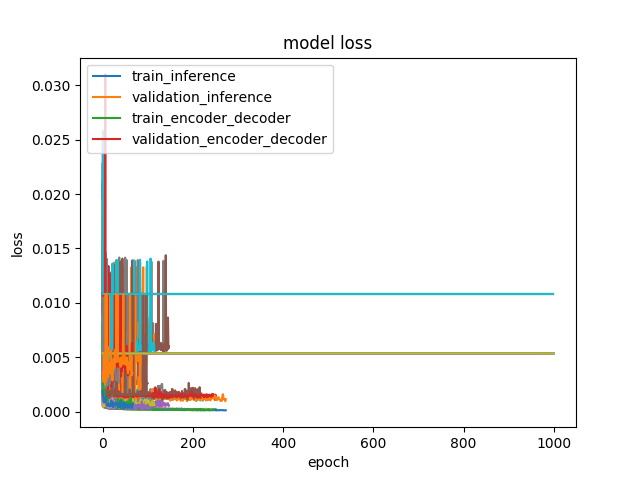 model loss
train_inference
validation_inference
train_encoder_decoder
validation_encoder_decoder
0.030
0.025
0.020
0.015
0.010
0.005
0.000
loss
0 200 400 600 800 1000
epoch